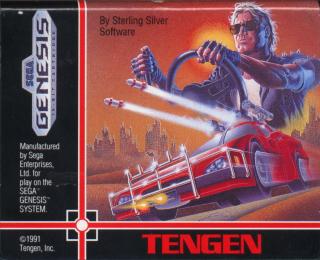 SEGA
GENESIS
By Sterling Silver
Software
Manufactured
by Sega
Enterprises,
Ltd. for
play on the
SEGA™
GENESIS™
SYSTEM.
©1991
Tengen, Inc.
TENGEN